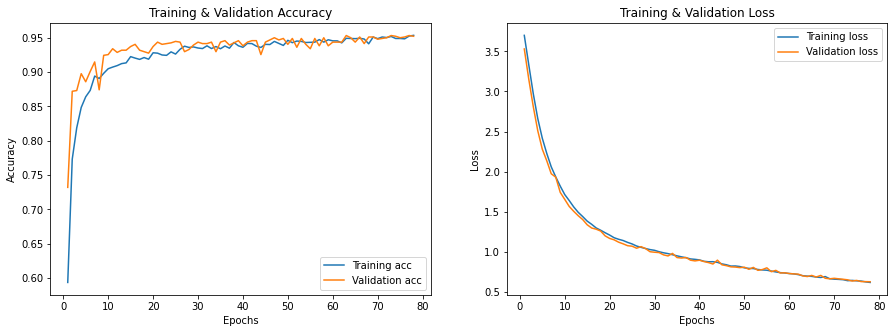 Training & Validation Accuracy
Accuracy
0.95
0.90
0.85
0.80
0.75
0.70
0.65
0.60
0 10 20 30 40 50 60 70 80
Epochs
Training acc
Validation acc
Training & Validation Loss
Loss
3.5
3.0
2.5
2.0
1.5
1.0
0.5
0 10 20 30 40 50 60 70 80
Epochs
Training loss
Validation loss